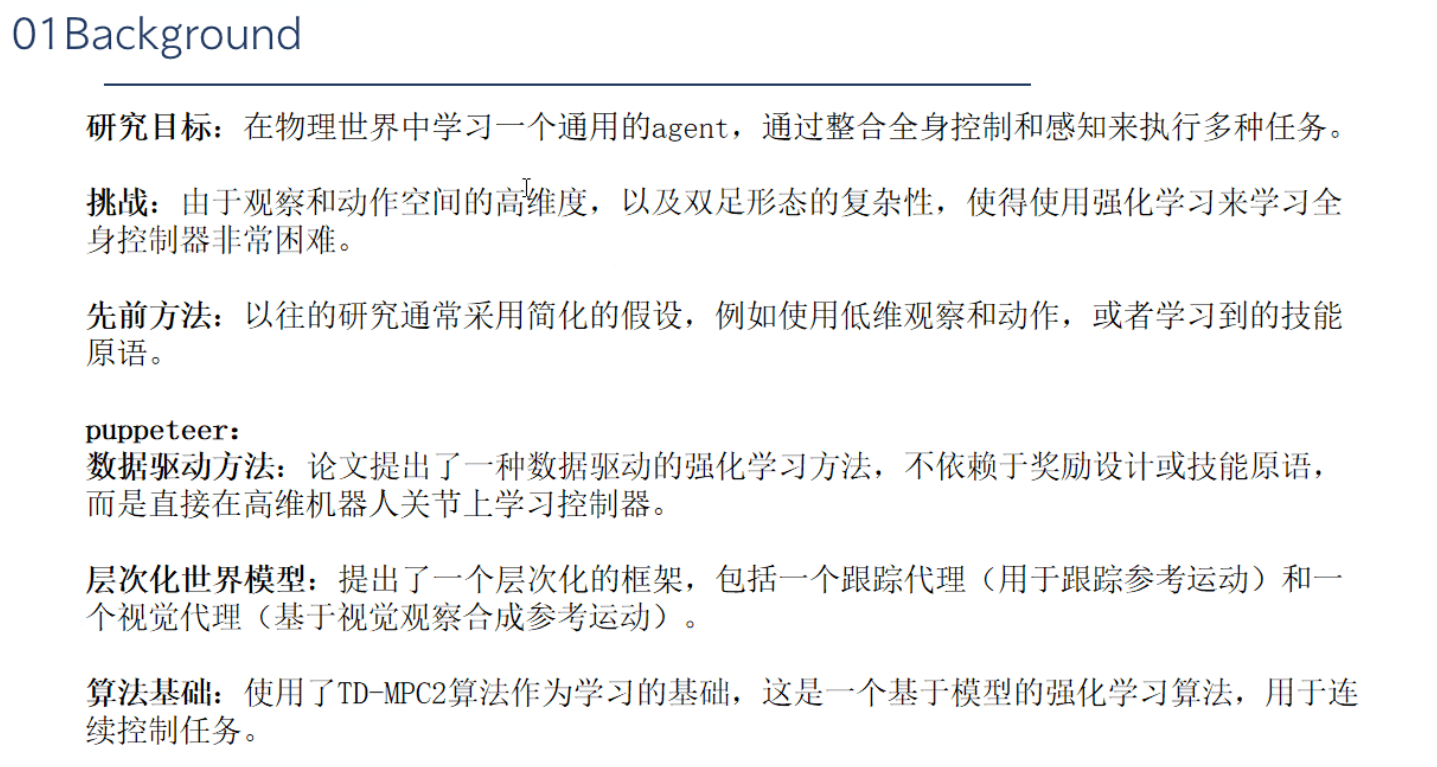 01Background
研究目标：在物理世界中学习一个通用的agent，通过整合全身控制和感知来执行多种任务。
挑战：由于观察和动作空间的高维度，以及双足形态的复杂性，使得使用强化学习来学习全
身控制器非常困难。
先前方法：以往的研究通常采用简化的假设，例如使用低维观察和动作，或者学习到的技能
原语。
puppeteer：
数据驱动方法：论文提出了一种数据驱动的强化学习方法，不依赖于奖励设计或技能原语，
而是直接在高维机器人关节上学习控制器。
层次化世界模型：提出了一个层次化的框架，包括一个跟踪代理（用于跟踪参考运动）和一
个视觉代理（基于视觉观察合成参考运动）。
算法基础：使用了TD-MPC2算法作为学习的基础，这是一个基于模型的强化学习算法，用于连
续控制任务。